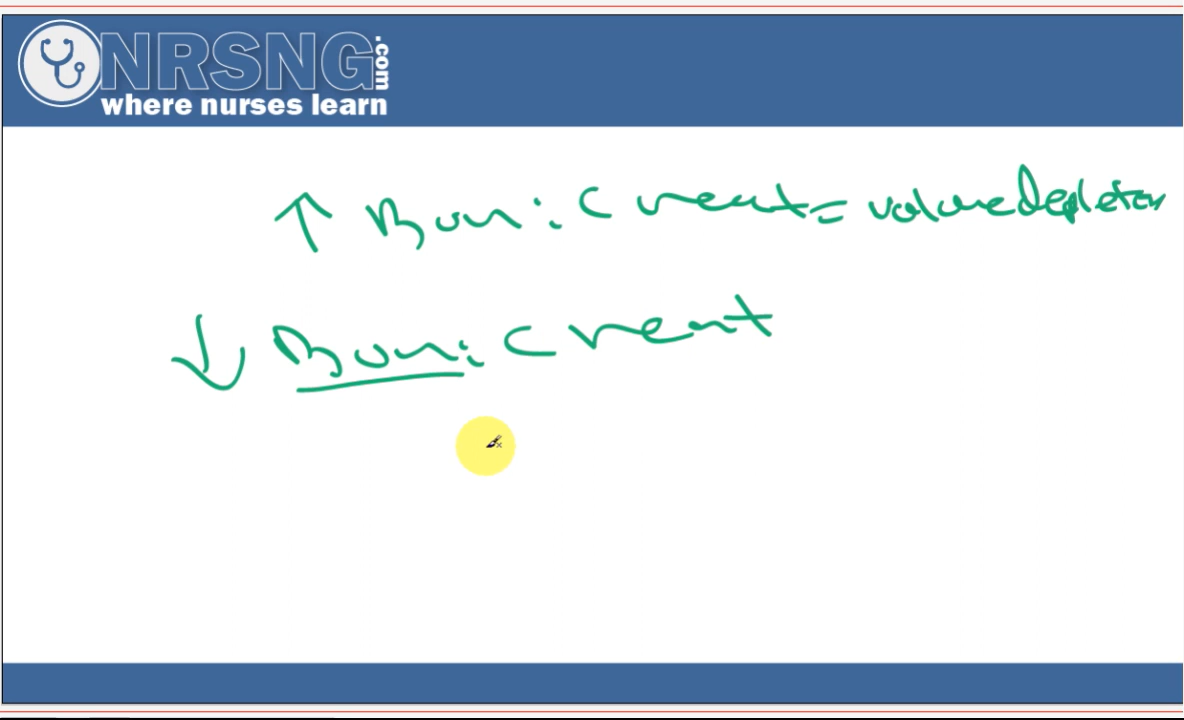 NRSNG.com
where nurses learn
↑ Bun: Creat = volume Depletion
↓ Bun: Creat